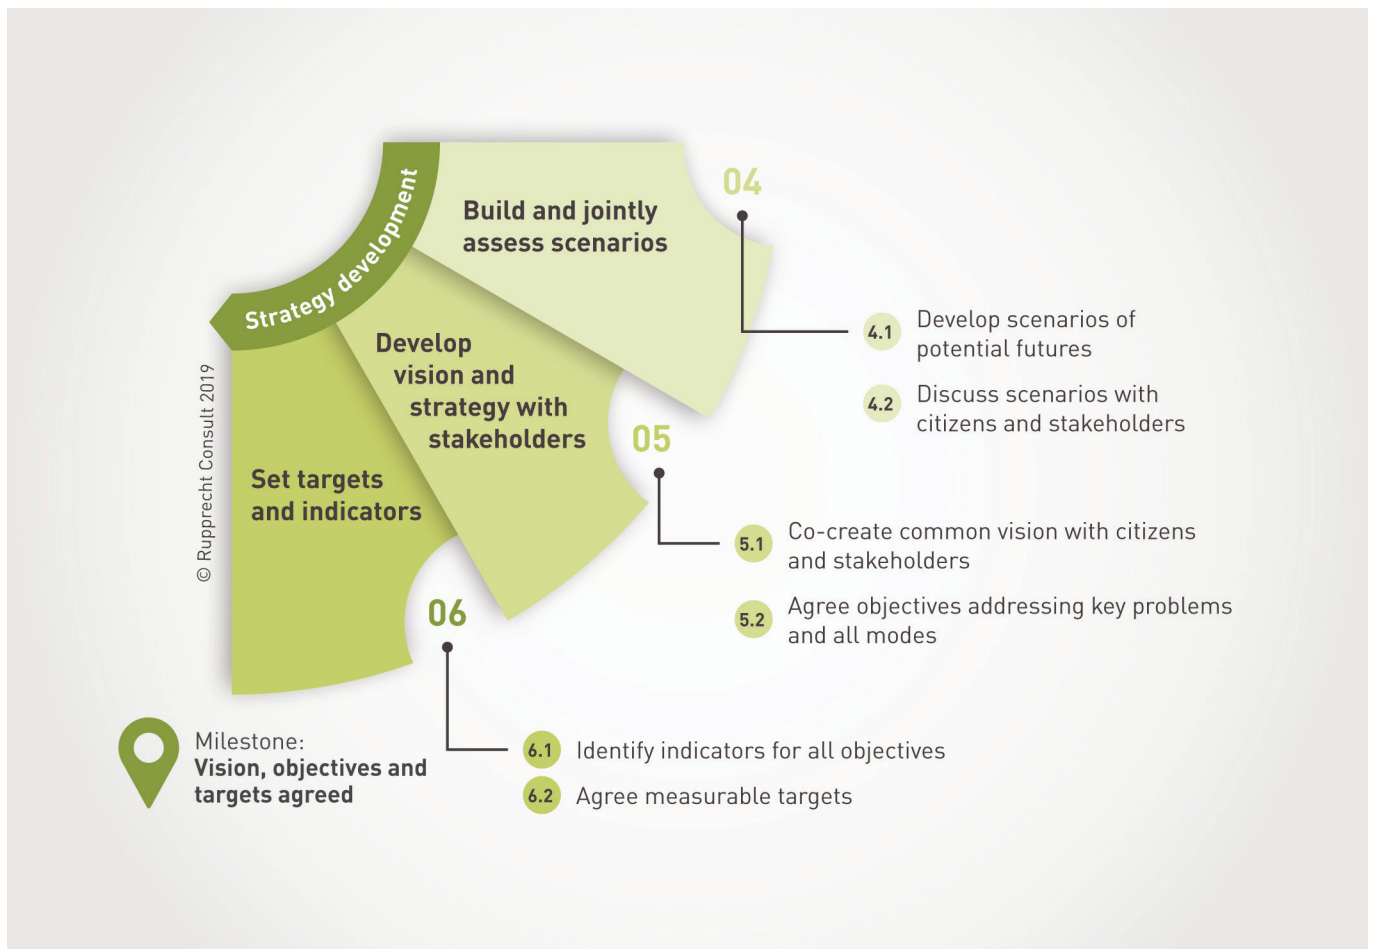 Strategy development
Build and jointly
assess scenarios
04
4.1
Develop scenarios of
potential futures
4.2
Discuss scenarios with
citizens and stakeholders
Develop
vision and
strategy with
stakeholders
05
5.1
Co-create common vision with citizens
and stakeholders
5.2
Agree objectives addressing key problems
and all modes
Set targets
and indicators
06
6.1
Identify indicators for all objectives
6.2
Agree measurable targets
© Rupprecht Consult 2019
Milestone:
Vision, objectives and
targets agreed